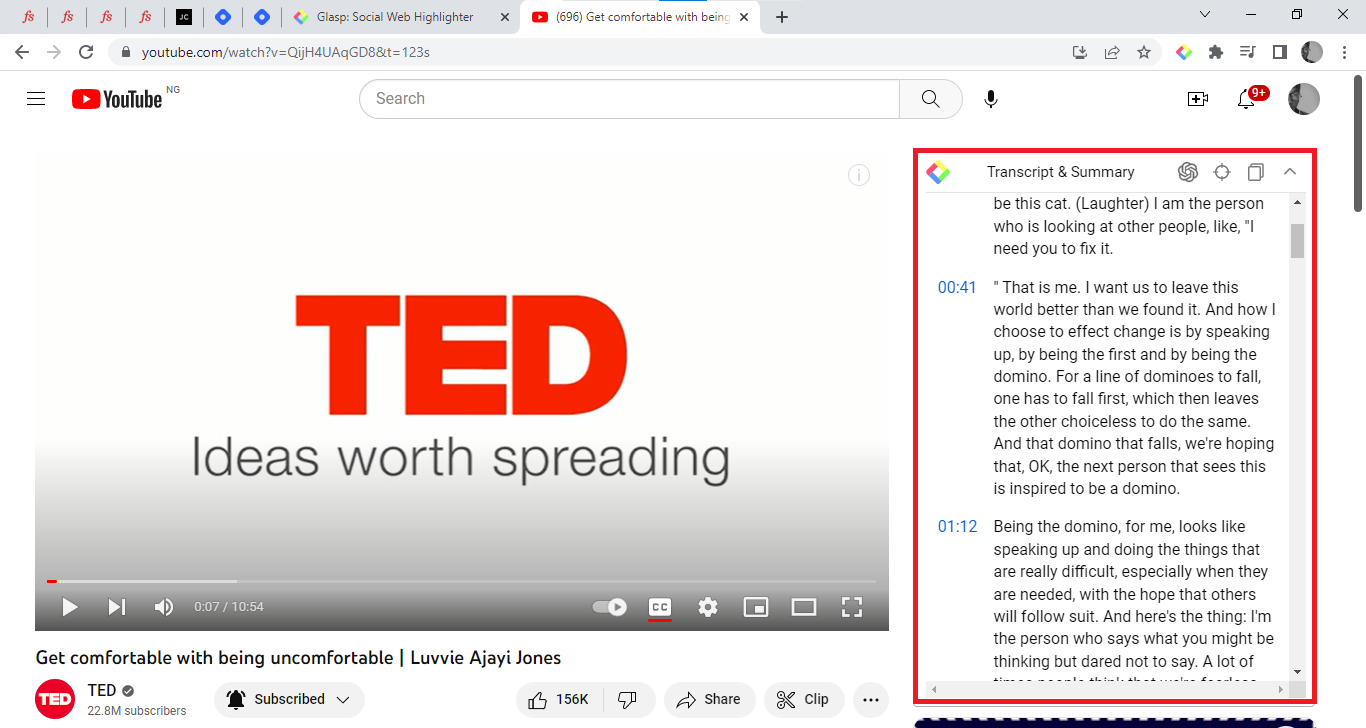 fs
fs
fs
fs
JC
Glasp: Social Web Highlighter
(696) Get comfortable with being
youtube.com/watch?v=QijH4UAqGD8&t=123s
YouTube NG
Search
9+
Transcript & Summary
be this cat. (Laughter) I am the person
who is looking at other people, like, "I
need you to fix it.
00:41 " That is me. I want us to leave this
world better than we found it. And how I
choose to effect change is by speaking
up, by being the first and by being the
domino. For a line of dominoes to fall,
one has to fall first, which then leaves
the other choiceless to do the same.
And that domino that falls, we're hoping
that, OK, the next person that sees this
is inspired to be a domino.
01:12 Being the domino, for me, looks like
speaking up and doing the things that
are really difficult, especially when they
are needed, with the hope that others
will follow suit. And here's the thing: I'm
the person who says what you might be
thinking but dared not to say. A lot of
times people think that we're fearless
TED
Ideas worth spreading
0:07 / 10:54
CC
Get comfortable with being uncomfortable | Luvvie Ajayi Jones
TED
TED
22.8M subscribers
Subscribed
156K
Share
Clip